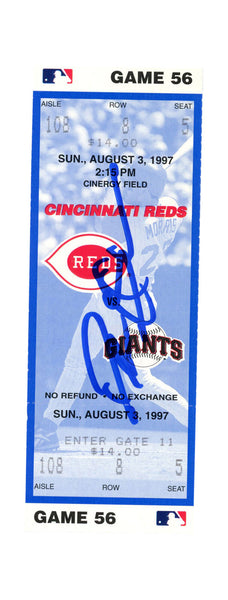 GAME 56
AISLE ROW SEAT
108 8 5
$14.00
SUN., AUGUST 3, 1997
2:15 PM
CINERGY FIELD
CINCINNATI REDS
MORRIS
REDS
VS.
GIANTS
NO REFUND • NO EXCHANGE
SUN., AUGUST 3, 1997
ENTER GATE 11
$14.00
108 8 5
AISLE ROW SEAT
GAME 56